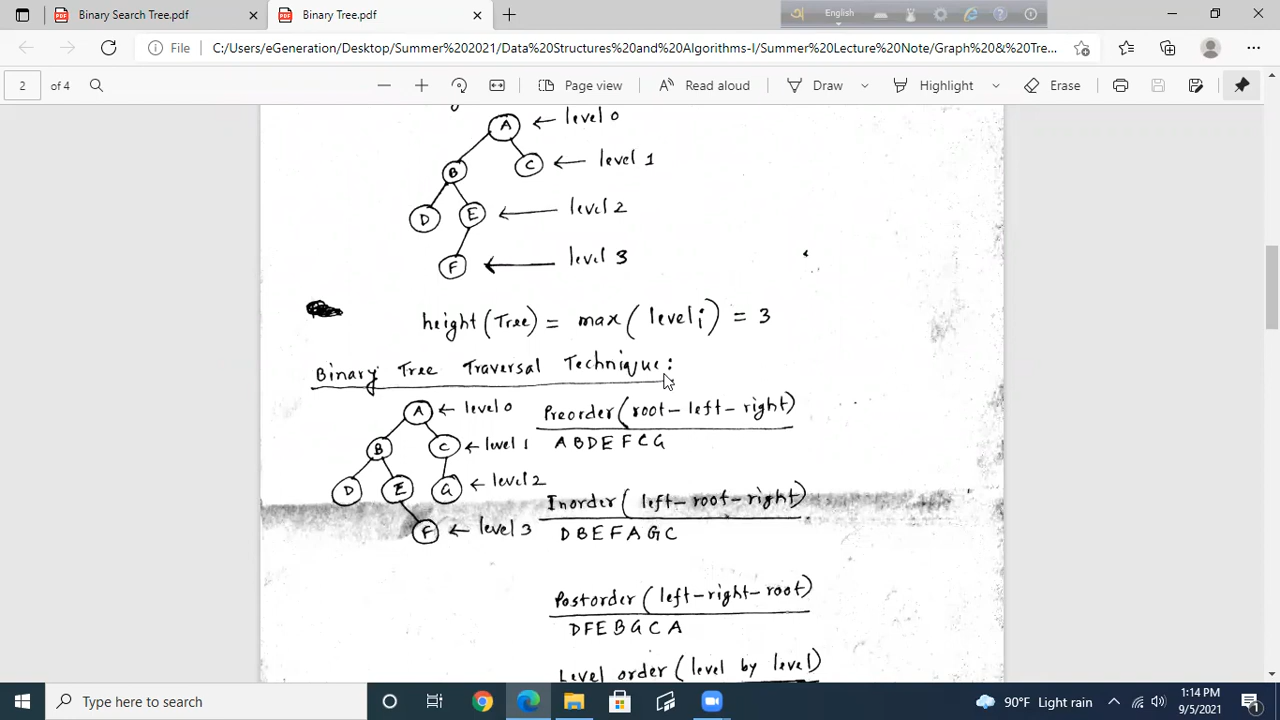 Binary Search Tree.pdf
Binary Tree.pdf
English
File
C:/Users/eGeneration/Desktop/Summer%202021/Data%20Structures%20and%20Algorithms-I/Summer%20Lecture%20Note/Graph%20&%20Tre...
2 of 4
Page view
Read aloud
Draw
Highlight
Erase
A ← level 0
B C ← level 1
D E ← level 2
F ← level 3
height (Tree) = max (level i) = 3
Binary Tree Traversal Technique:
A ← level 0
B C ← level 1
D E G ← level 2
F ← level 3
Preorder (root-left-right)
A B D E F C G
Inorder (left-root-right)
D B E F A G C
Postorder (left-right-root)
D F E B G C A
Level order (level by level)
Type here to search
90°F Light rain
1:14 PM
9/5/2021